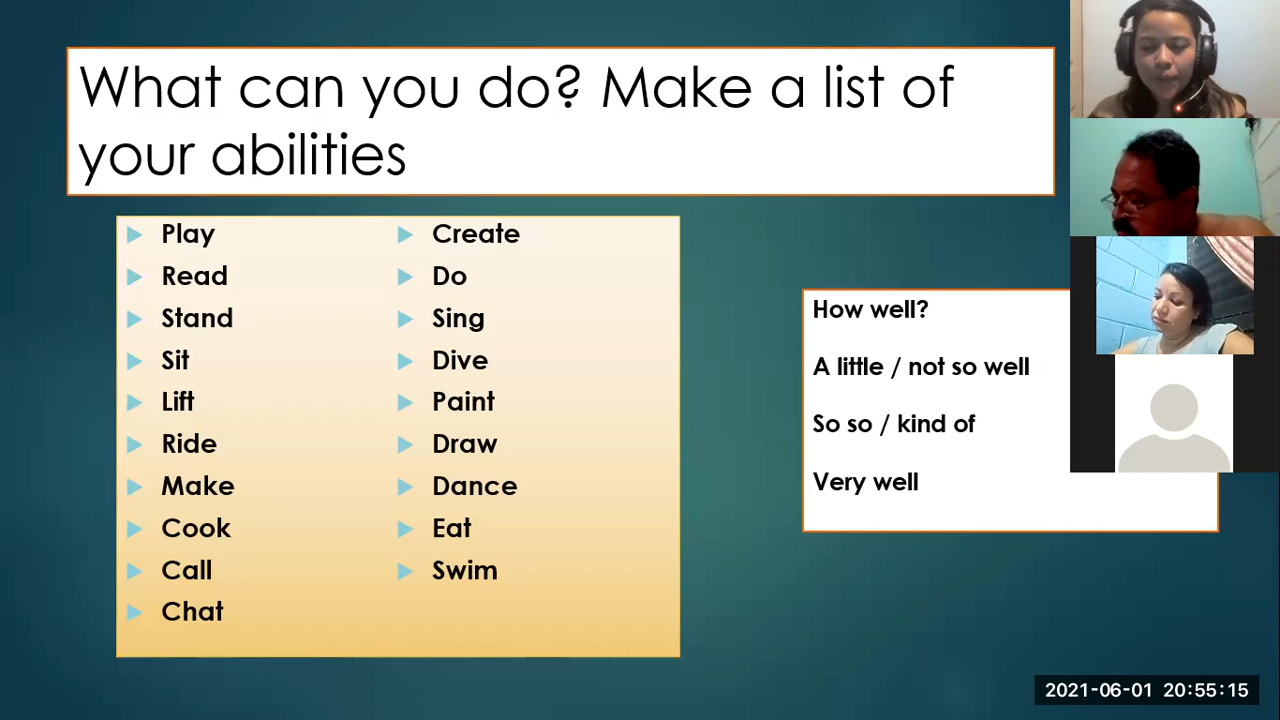 What can you do? Make a list of
your abilities
Play
Read
Stand
Sit
Lift
Ride
Make
Cook
Call
Chat
Create
Do
Sing
Dive
Paint
Draw
Dance
Eat
Swim
How well?
A little / not so well
So so / kind of
Very well
2021-06-01 20:55:15